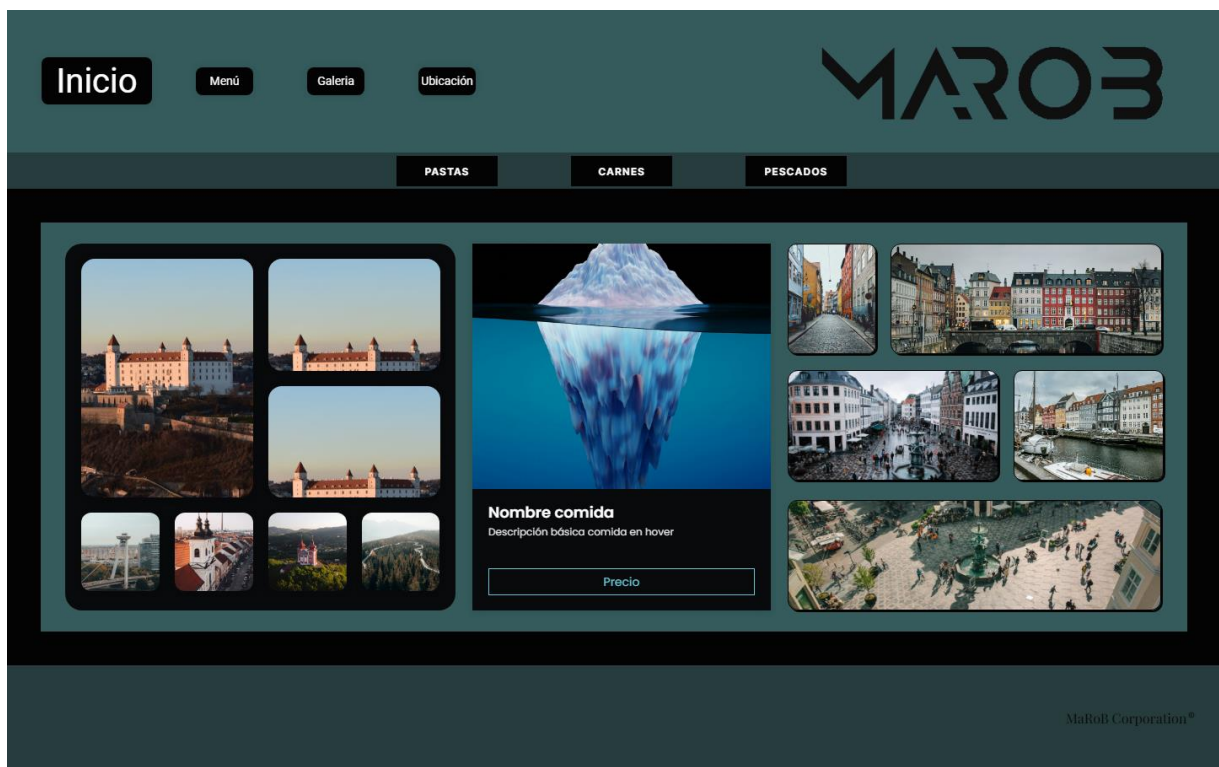 Inicio
Menú
Galeria
Ubicación
MAROB
PASTAS
CARNES
PESCADOS
Nombre comida
Descripción básica comida en hover
Precio
MaRoB Corporation®